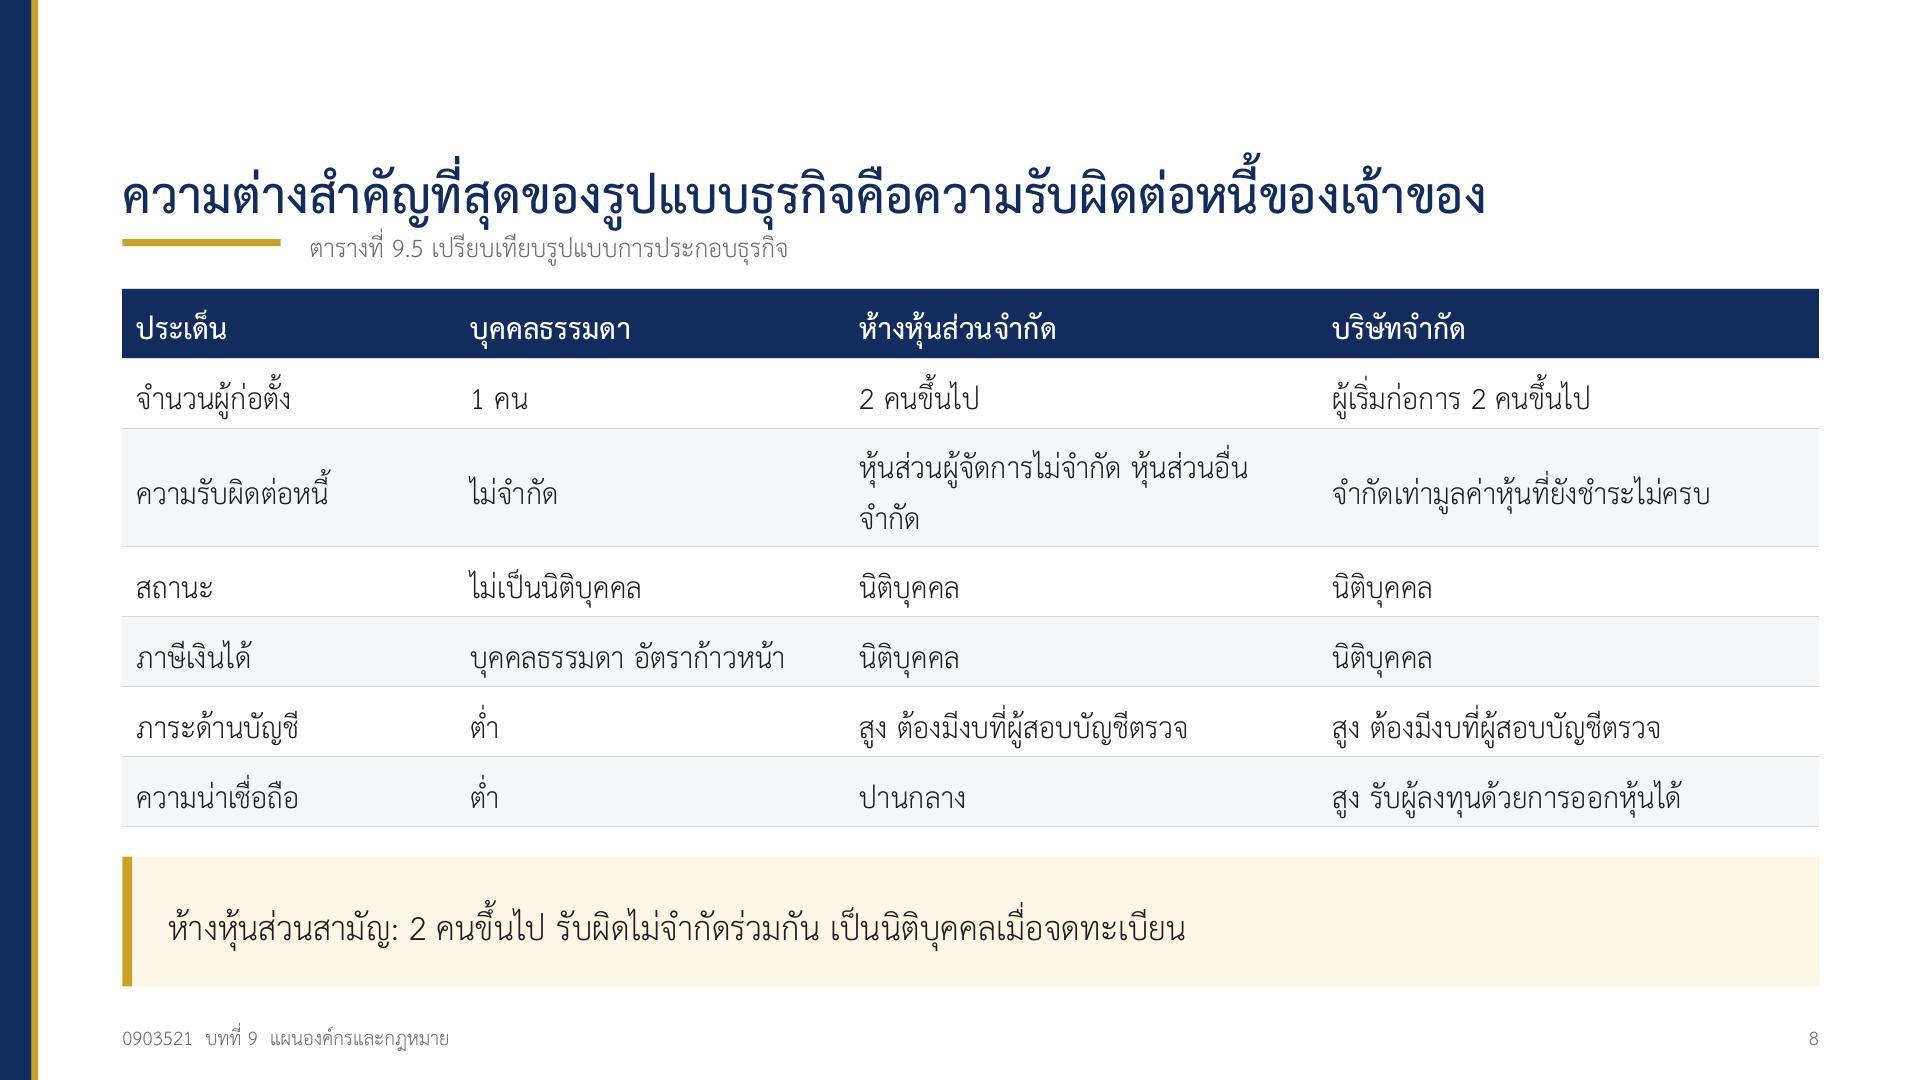 ความต่างสำคัญที่สุดของรูปแบบธุรกิจคือความรับผิดต่อหนี้ของเจ้าของ
ตารางที่ 9.5 เปรียบเทียบรูปแบบการประกอบธุรกิจ
ประเด็น บุคคลธรรมดา ห้างหุ้นส่วนจำกัด บริษัทจำกัด
จำนวนผู้ก่อตั้ง 1 คน 2 คนขึ้นไป ผู้เริ่มก่อการ 2 คนขึ้นไป
ความรับผิดต่อหนี้ ไม่จำกัด หุ้นส่วนผู้จัดการไม่จำกัด หุ้นส่วนอื่น
จำกัด จำกัดเท่ามูลค่าหุ้นที่ยังชำระไม่ครบ
สถานะ ไม่เป็นนิติบุคคล นิติบุคคล นิติบุคคล
ภาษีเงินได้ บุคคลธรรมดา อัตราก้าวหน้า นิติบุคคล นิติบุคคล
ภาระด้านบัญชี ต่ำ สูง ต้องมีงบที่ผู้สอบบัญชีตรวจ สูง ต้องมีงบที่ผู้สอบบัญชีตรวจ
ความน่าเชื่อถือ ต่ำ ปานกลาง สูง รับผู้ลงทุนด้วยการออกหุ้นได้
ห้างหุ้นส่วนสามัญ: 2 คนขึ้นไป รับผิดไม่จำกัดร่วมกัน เป็นนิติบุคคลเมื่อจดทะเบียน
0903521 บทที่ 9 แผนองค์กรและกฎหมาย 8